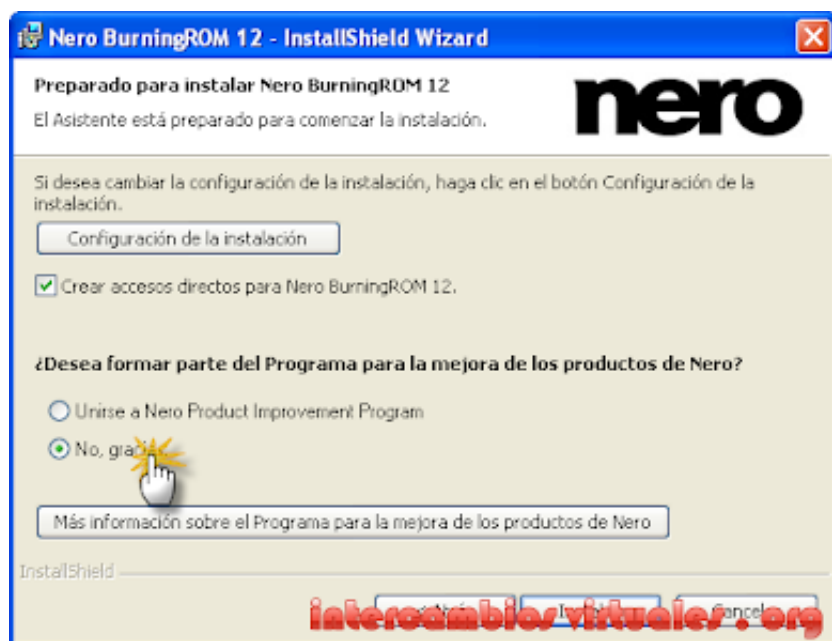 Nero BurningROM 12 - InstallShield Wizard
Preparado para instalar Nero BurningROM 12
El Asistente está preparado para comenzar la instalación.
nero
Si desea cambiar la configuración de la instalación, haga clic en el botón Configuración de la
instalación.
Configuración de la instalación
Crear accesos directos para Nero BurningROM 12.
¿Desea formar parte del Programa para la mejora de los productos de Nero?
Unirse a Nero Product Improvement Program
No,
Más información sobre el Programa para la mejora de los productos de Nero
InstallShield
intercambiosvirtuales.org